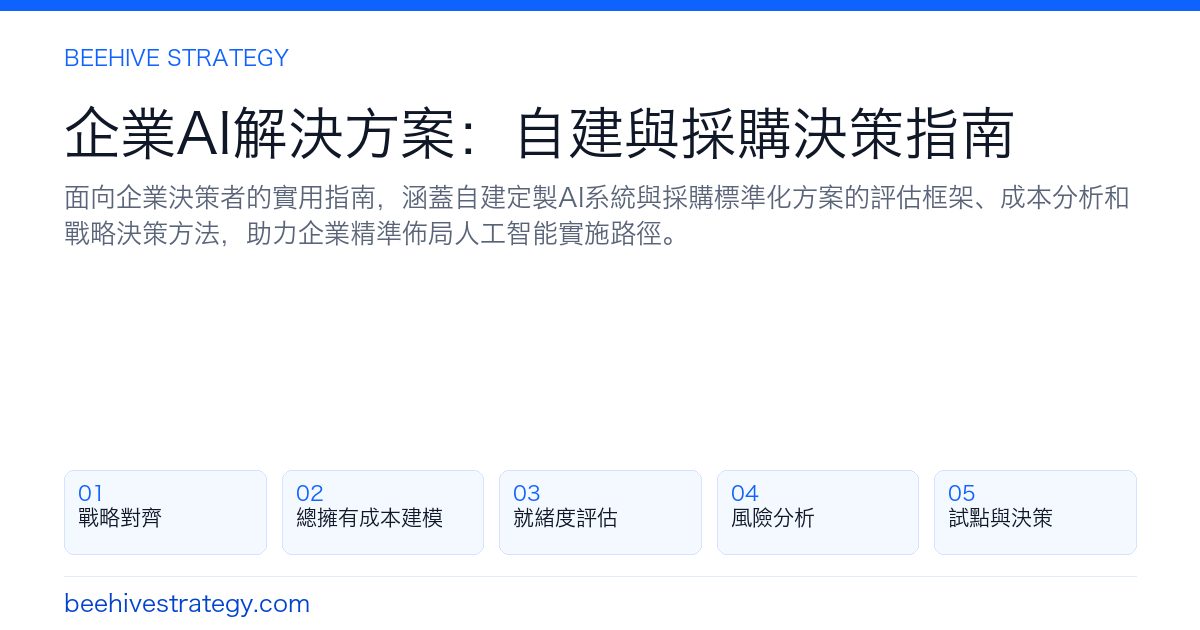 BEEHIVE STRATEGY
企業AI解決方案：自建與採購決策指南
面向企業決策者的實用指南，涵蓋自建定製AI系統與採購標準化方案的評估框架、成本分析和
戰略決策方法，助力企業精準佈局人工智能實施路徑。
01
戰略對齊
02
總擁有成本建模
03
就緒度評估
04
風險分析
05
試點與決策
beehivestrategy.com